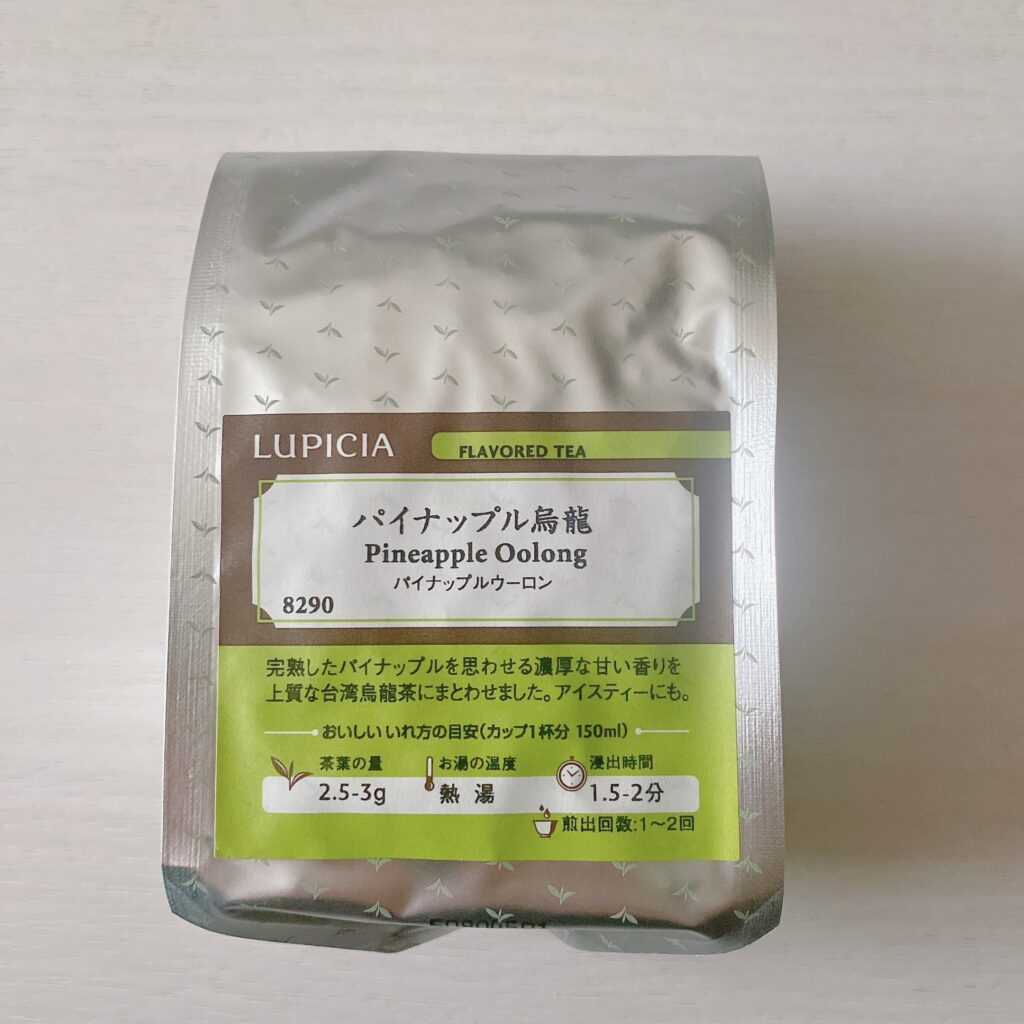 LUPICIA
FLAVORED TEA
パイナップル烏龍
Pineapple Oolong
パイナップルウーロン
8290
完熟したパイナップルを思わせる濃厚な甘い香りを
上質な台湾烏龍茶にまとわせました。アイスティーにも。
おいしいいれ方の目安(カップ1杯分 150ml)
茶葉の量
2.5-3g
お湯の温度
熱湯
浸出時間
1.5-2分
煎出回数:1〜2回